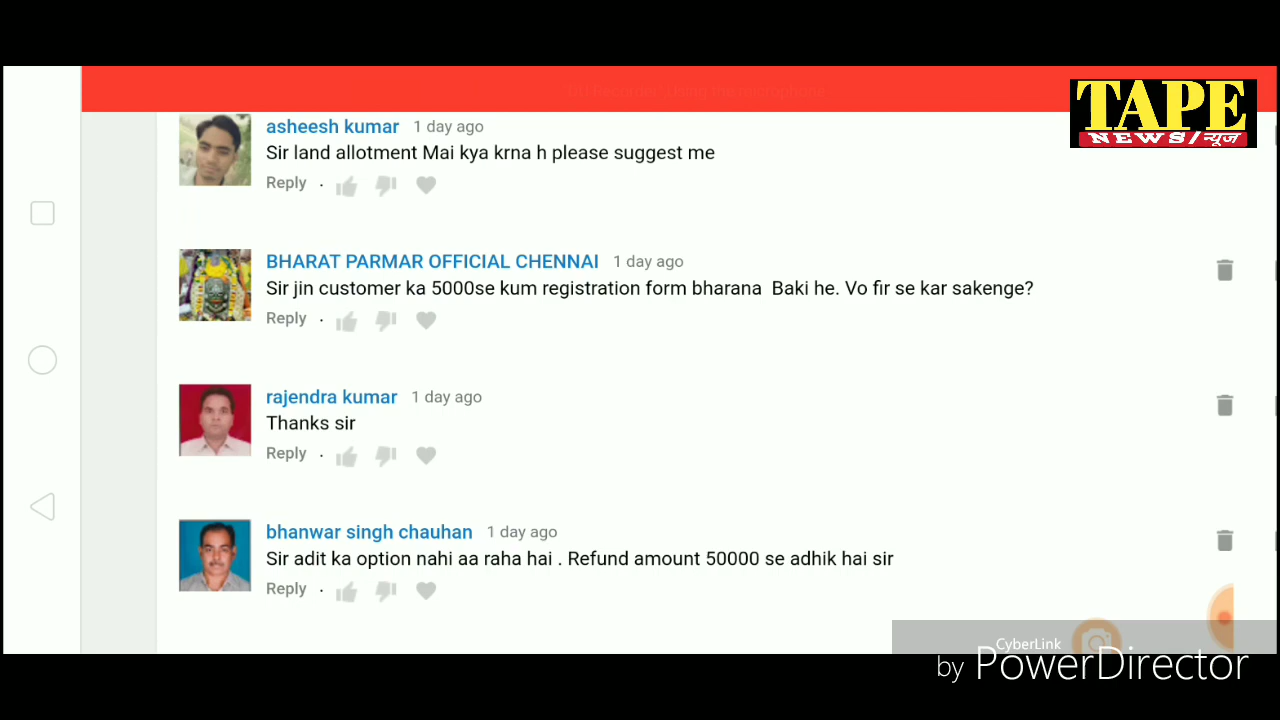 TAPE
NEWS/न्यूज
asheesh kumar 1 day ago
Sir land allotment Mai kya krna h please suggest me
Reply .
BHARAT PARMAR OFFICIAL CHENNAI 1 day ago
Sir jin customer ka 5000se kum registration form bharana Baki he. Vo fir se kar sakenge?
Reply .
rajendra kumar 1 day ago
Thanks sir
Reply .
bhanwar singh chauhan 1 day ago
Sir adit ka option nahi aa raha hai . Refund amount 50000 se adhik hai sir
Reply .
CyberLink
by PowerDirector